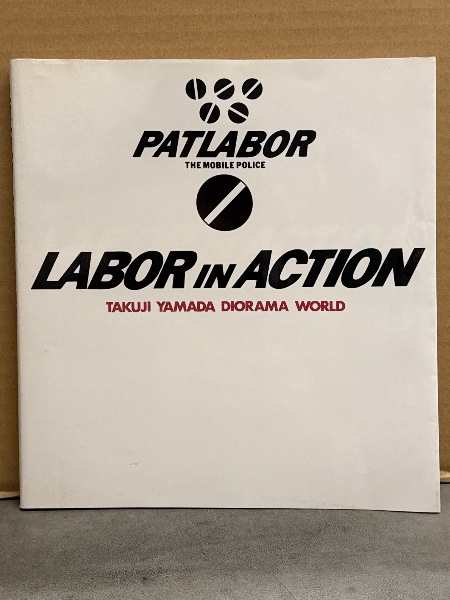 PATLABOR
THE MOBILE POLICE
LABOR IN ACTION
TAKUJI YAMADA DIORAMA WORLD